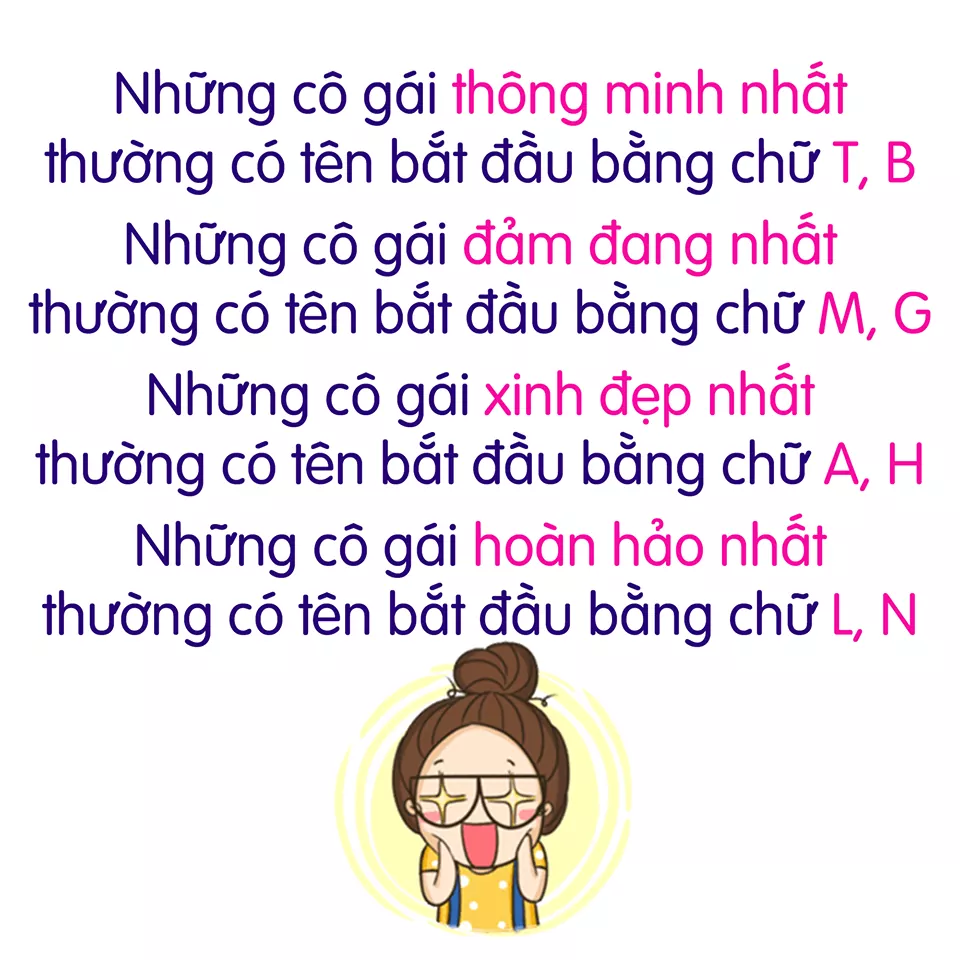 Những cô gái thông minh nhất
thường có tên bắt đầu bằng chữ T, B
Những cô gái đảm đang nhất
thường có tên bắt đầu bằng chữ M, G
Những cô gái xinh đẹp nhất
thường có tên bắt đầu bằng chữ A, H
Những cô gái hoàn hảo nhất
thường có tên bắt đầu bằng chữ L, N